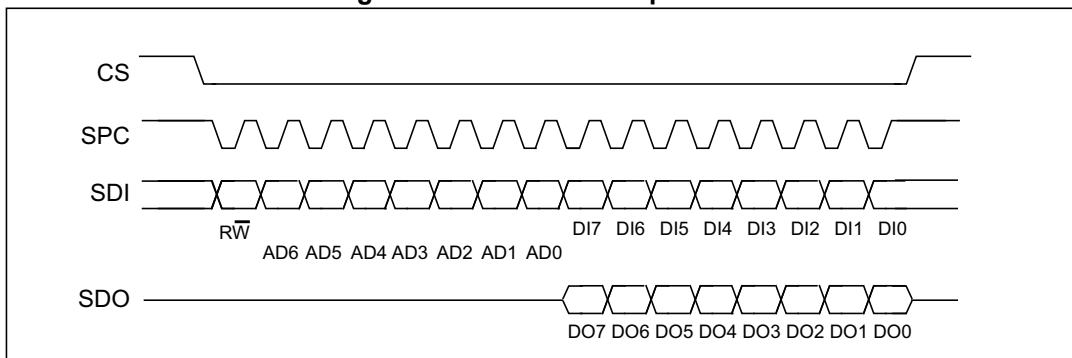 CS
SPC
SDI
RW̅
DI7 DI6 DI5 DI4 DI3 DI2 DI1 DI0
AD6 AD5 AD4 AD3 AD2 AD1 AD0
SDO
DO7 DO6 DO5 DO4 DO3 DO2 DO1 DO0